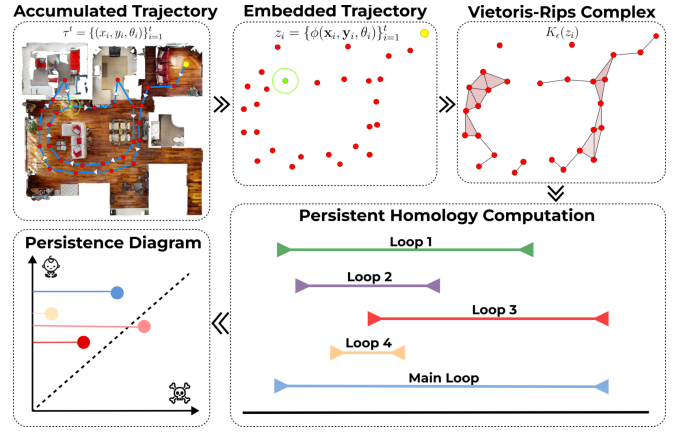 Accumulated Trajectory
τ^t = {(x_i, y_i, θ_i)}_{i=1}^t
Embedded Trajectory
z_i = {ϕ(𝐱_i, 𝐲_i, θ_i)}_{i=1}^t
Vietoris-Rips Complex
K_ϵ(z_i)
Persistent Homology Computation
Loop 1
Loop 2
Loop 3
Loop 4
Main Loop
Persistence Diagram